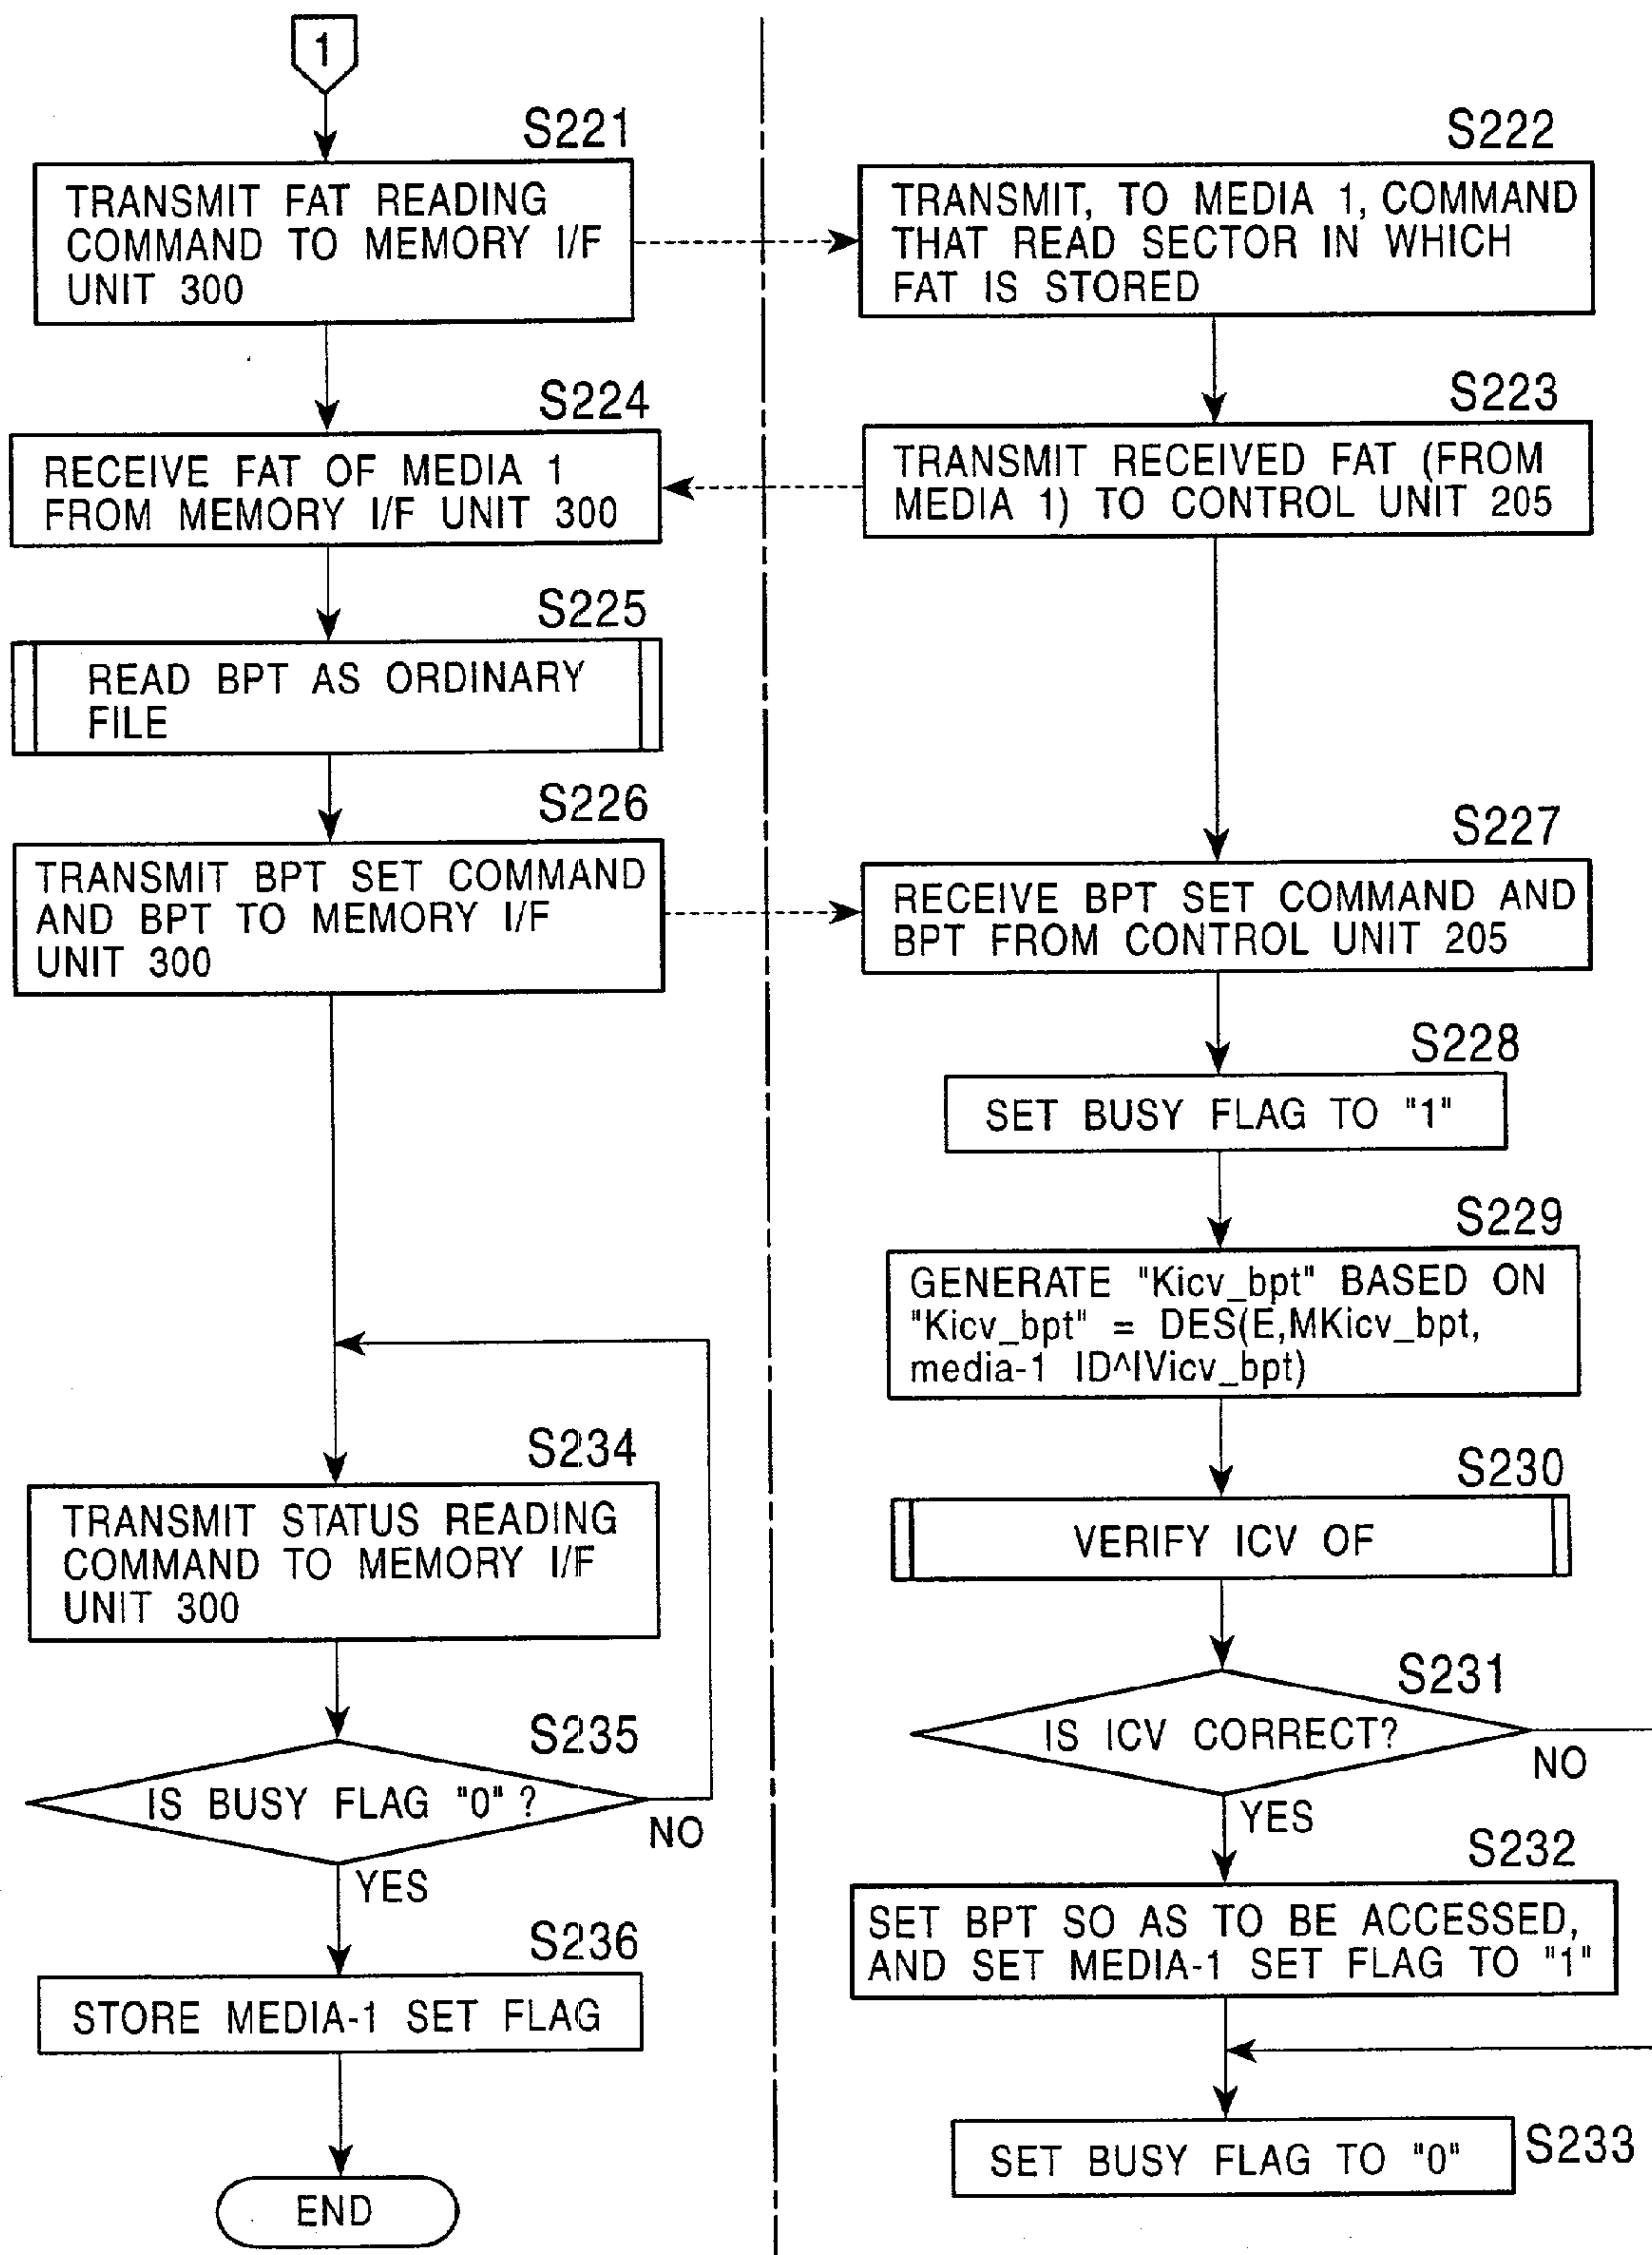 1
S221
TRANSMIT FAT READING
COMMAND TO MEMORY I/F
UNIT 300
S222
TRANSMIT, TO MEDIA 1, COMMAND
THAT READ SECTOR IN WHICH
FAT IS STORED
S224
RECEIVE FAT OF MEDIA 1
FROM MEMORY I/F UNIT 300
S223
TRANSMIT RECEIVED FAT (FROM
MEDIA 1) TO CONTROL UNIT 205
S225
READ BPT AS ORDINARY
FILE
S226
TRANSMIT BPT SET COMMAND
AND BPT TO MEMORY I/F
UNIT 300
S227
RECEIVE BPT SET COMMAND AND
BPT FROM CONTROL UNIT 205
S228
SET BUSY FLAG TO "1"
S229
GENERATE "Kicv_bpt" BASED ON
"Kicv_bpt" = DES(E,MKicv_bpt,
media-1 ID^IVicv_bpt)
S234
TRANSMIT STATUS READING
COMMAND TO MEMORY I/F
UNIT 300
S230
VERIFY ICV OF
S235
IS BUSY FLAG "0" ?
NO
YES
S231
IS ICV CORRECT?
NO
YES
S236
STORE MEDIA-1 SET FLAG
S232
SET BPT SO AS TO BE ACCESSED,
AND SET MEDIA-1 SET FLAG TO "1"
END
SET BUSY FLAG TO "0"
S233